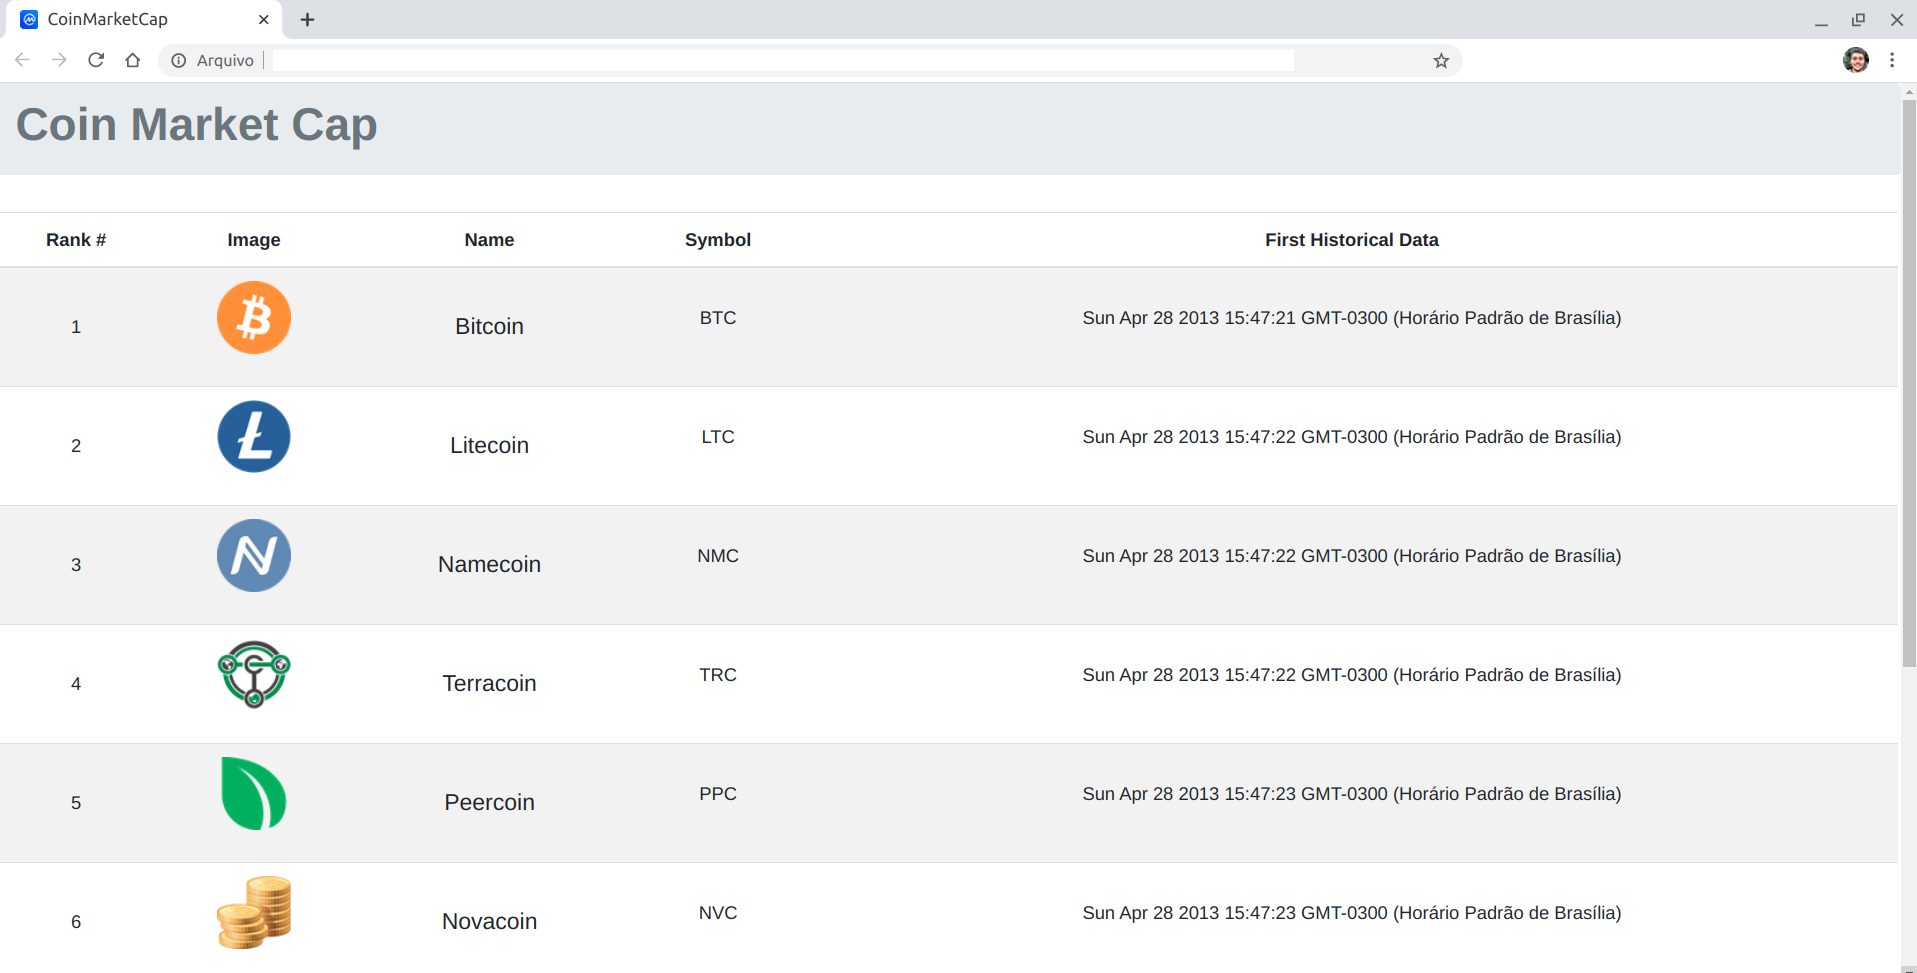 CoinMarketCap
Arquivo
Coin Market Cap
Rank # Image Name Symbol First Historical Data
1 Bitcoin BTC Sun Apr 28 2013 15:47:21 GMT-0300 (Horário Padrão de Brasília)
2 Litecoin LTC Sun Apr 28 2013 15:47:22 GMT-0300 (Horário Padrão de Brasília)
3 Namecoin NMC Sun Apr 28 2013 15:47:22 GMT-0300 (Horário Padrão de Brasília)
4 Terracoin TRC Sun Apr 28 2013 15:47:22 GMT-0300 (Horário Padrão de Brasília)
5 Peercoin PPC Sun Apr 28 2013 15:47:23 GMT-0300 (Horário Padrão de Brasília)
6 Novacoin NVC Sun Apr 28 2013 15:47:23 GMT-0300 (Horário Padrão de Brasília)